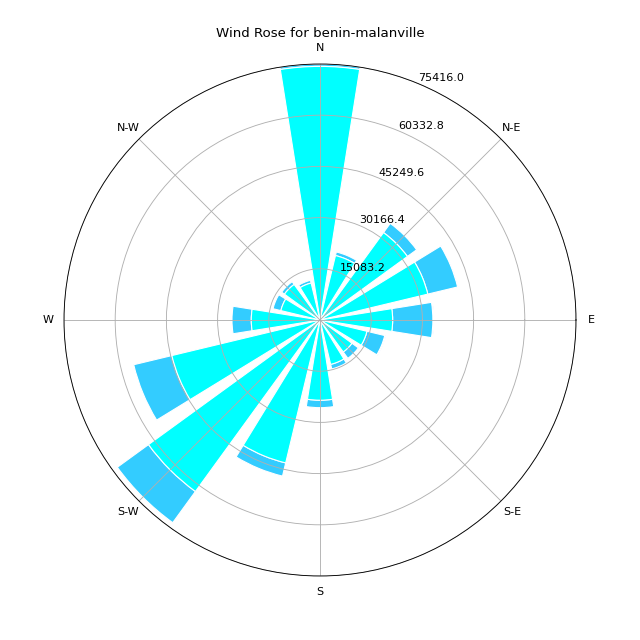 Wind Rose for benin-malanville
N
75416.0
N-W
N-E
60332.8
45249.6
30166.4
15083.2
W
E
S-W
S-E
S